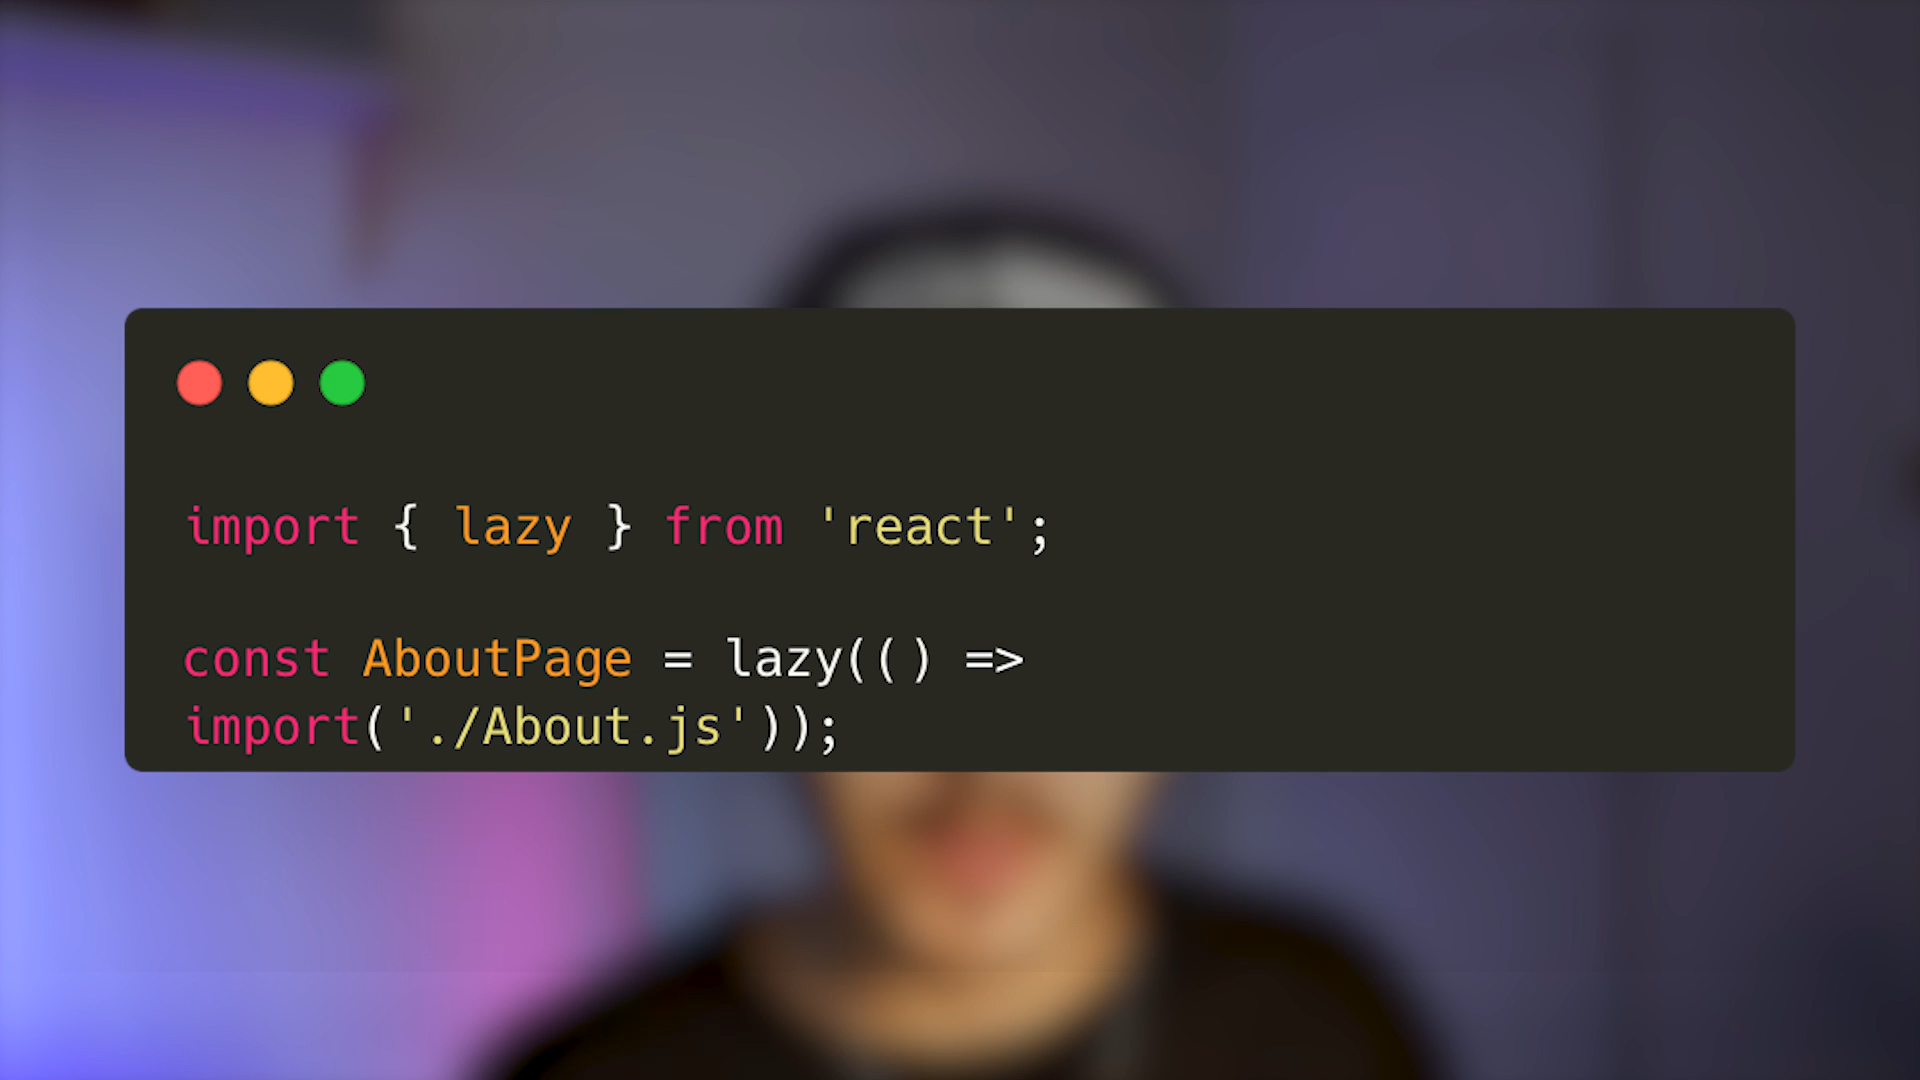 import { lazy } from 'react';
const AboutPage = lazy(() =>
import('./About.js'));